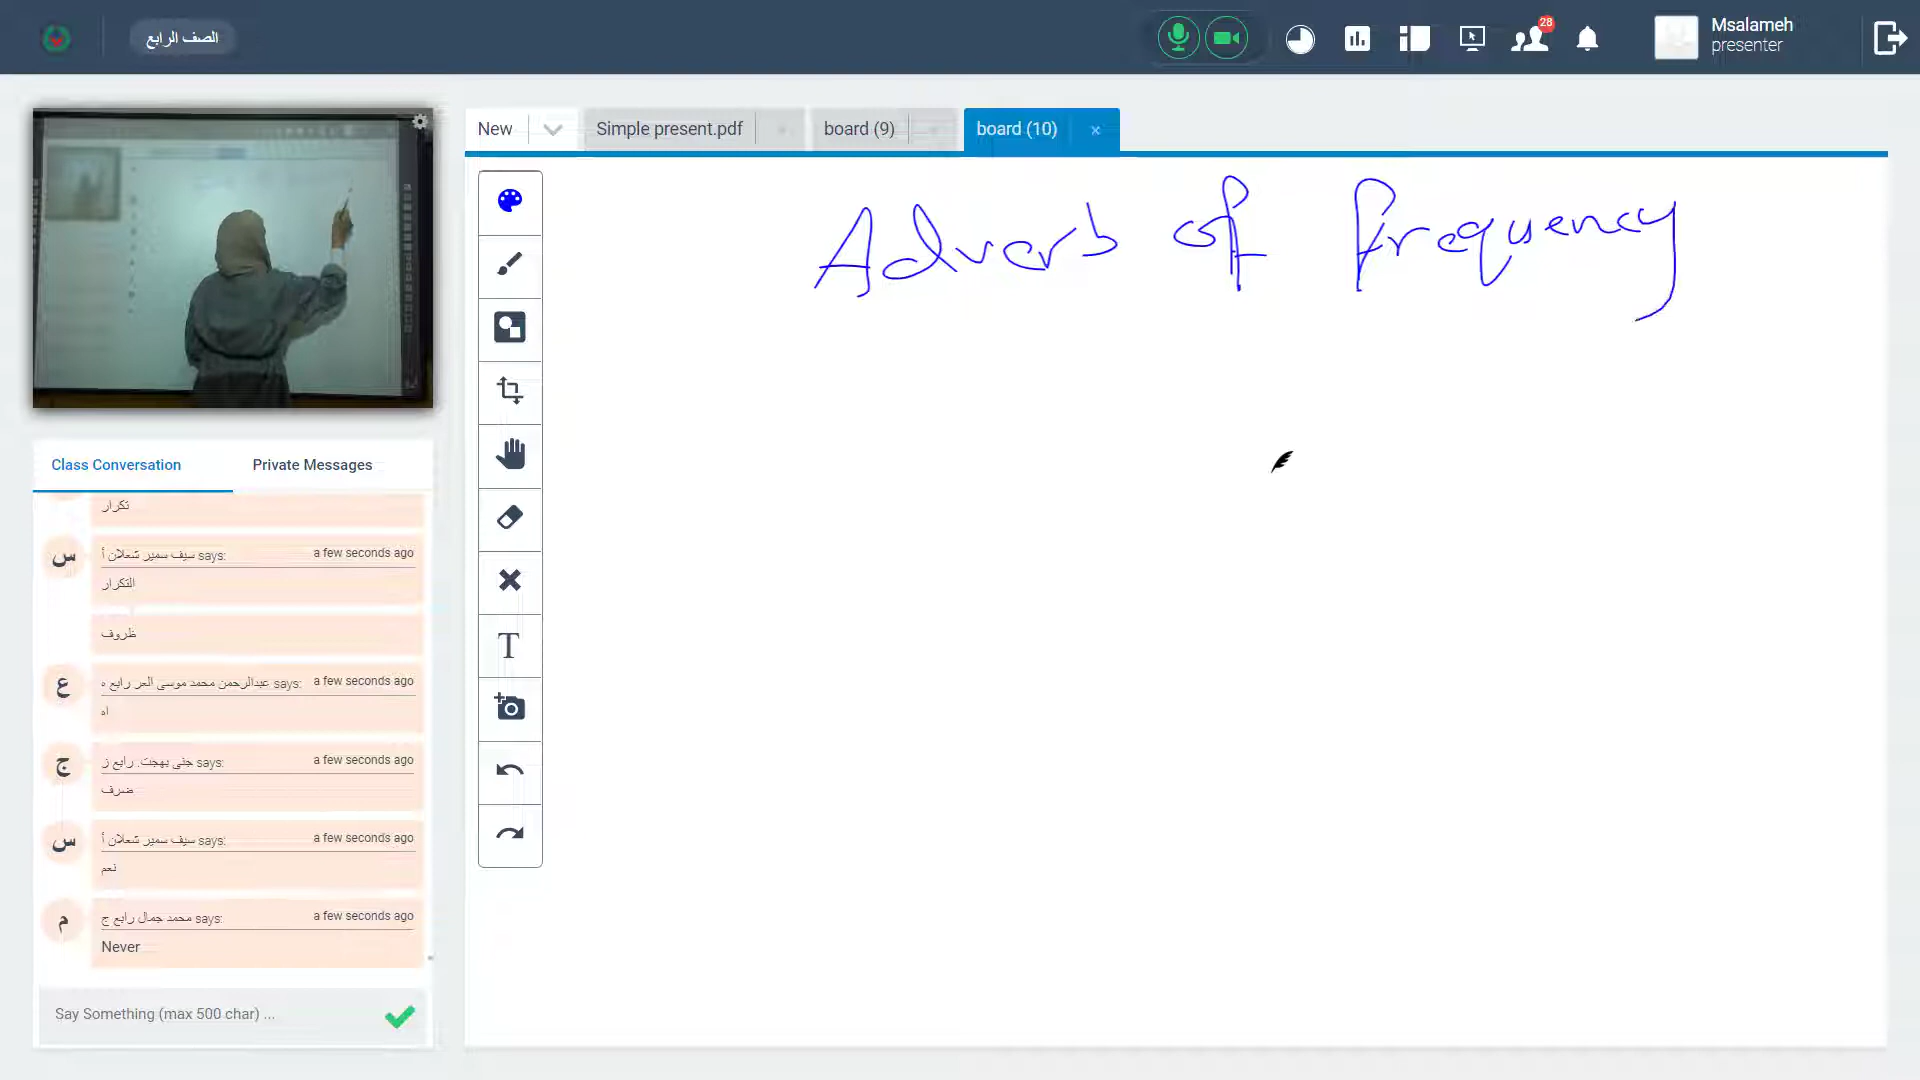 الصف الرابع
28
Msalameh
presenter
New
Simple present.pdf
board (9)
board (10)
Adverb of frequency
T
Class Conversation
Private Messages
تكرار
س
سيف سمير شعلان أ says:
a few seconds ago
التكرار
ظروف
ع
عبدالرحمن محمد موسى الحر رابع ه says:
a few seconds ago
اه
ج
جنى بهجت. رابع ز says:
a few seconds ago
ضرف
س
سيف سمير شعلان أ says:
a few seconds ago
نعم
م
محمد جمال رابع ج says:
a few seconds ago
Never
Say Something (max 500 char) ...